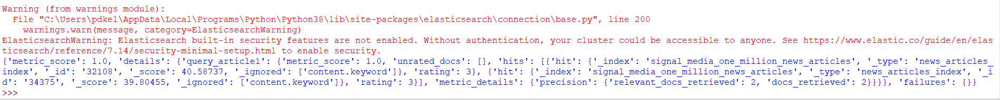 Warning (from warnings module):
  File "C:\Users\pdkel\AppData\Local\Programs\Python\Python38\lib\site-packages\elasticsearch\connection\base.py", line 200
    warnings.warn(message, category=ElasticsearchWarning)
ElasticsearchWarning: Elasticsearch built-in security features are not enabled. Without authentication, your cluster could be accessible to anyone. See https://www.elastic.co/guide/en/elas
ticsearch/reference/7.14/security-minimal-setup.html to enable security.
{'metric_score': 1.0, 'details': {'query_article1': {'metric_score': 1.0, 'unrated_docs': [], 'hits': [{'hit': {'_index': 'signal_media_one_million_news_articles', '_type': 'news_articles_
index', '_id': '32108', '_score': 40.58737, '_ignored': ['content.keyword']}, 'rating': 3}, {'hit': {'_index': 'signal_media_one_million_news_articles', '_type': 'news_articles_index', '_i
d': '34375', '_score': 39.80455, '_ignored': ['content.keyword']}, 'rating': 3}], 'metric_details': {'precision': {'relevant_docs_retrieved': 2, 'docs_retrieved': 2}}}}, 'failures': {}}
>>>